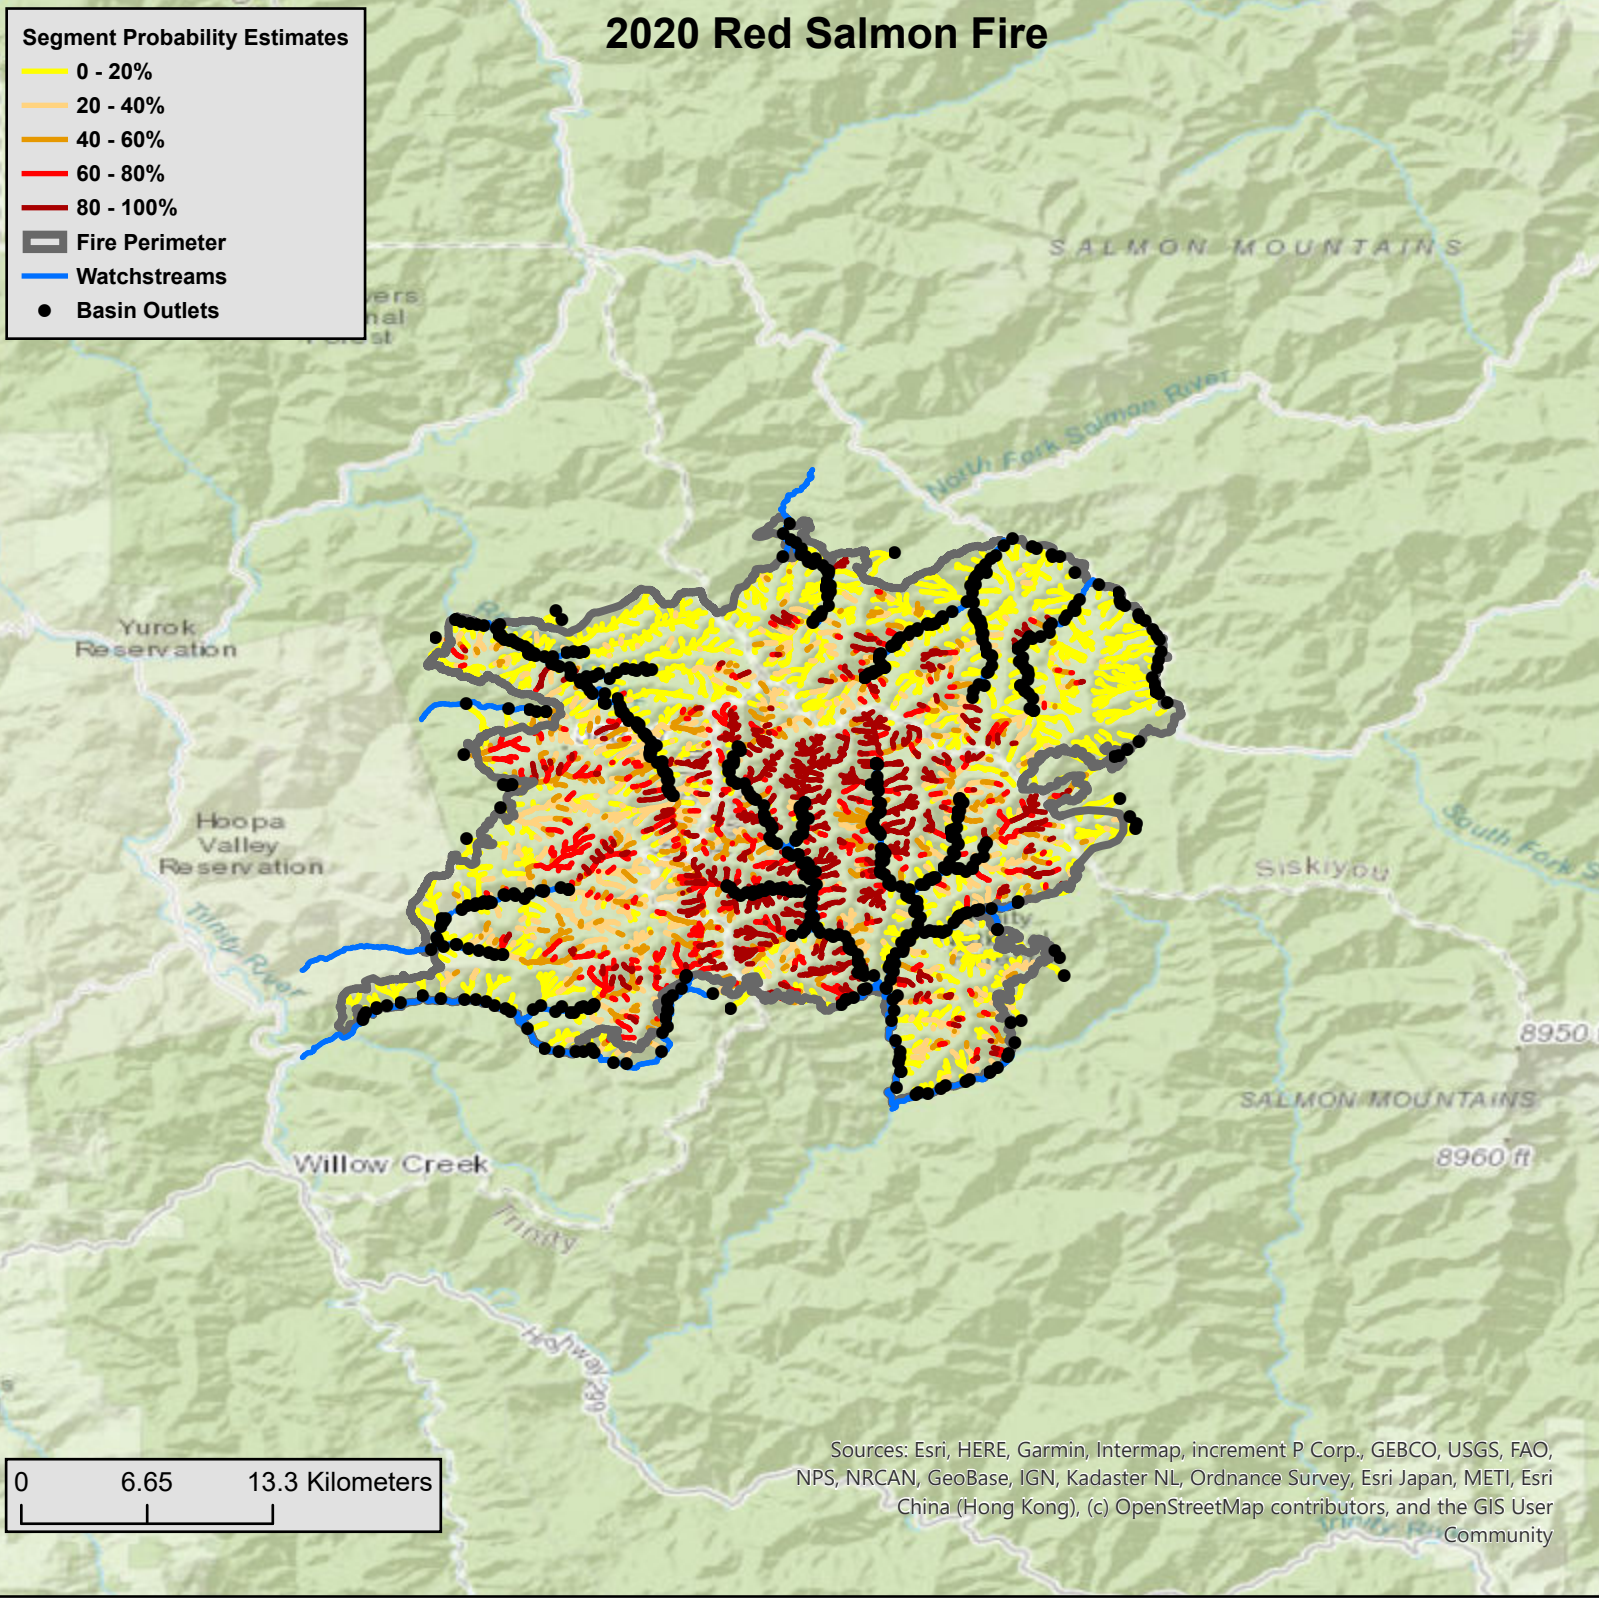 2020 Red Salmon Fire
Segment Probability Estimates
0 - 20%
20 - 40%
40 - 60%
60 - 80%
80 - 100%
Fire Perimeter
Watchstreams
Basin Outlets
SALMON MOUNTAINS
North Fork Salmon River
Yurok
Reservation
Hoopa
Valley
Reservation
Trinity River
South Fork S
Siskiyou
8950
SALMON MOUNTAINS
8960 ft
Willow Creek
Trinity
Highway 299
0 6.65 13.3 Kilometers
Sources: Esri, HERE, Garmin, Intermap, increment P Corp., GEBCO, USGS, FAO,
NPS, NRCAN, GeoBase, IGN, Kadaster NL, Ordnance Survey, Esri Japan, METI, Esri
China (Hong Kong), (c) OpenStreetMap contributors, and the GIS User
Community
Trinity River